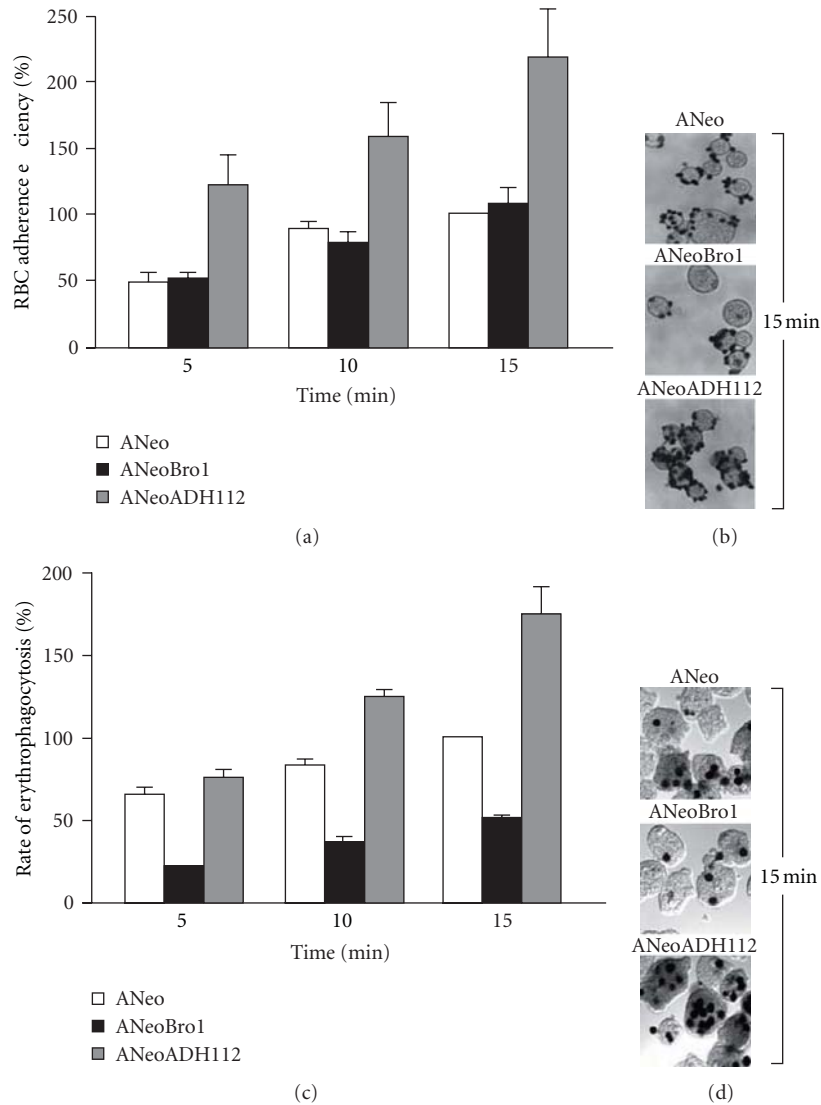 250
200
150
100
50
0
RBC adherence e ciency (%)
5 10 15
Time (min)
ANeo
ANeoBro1
ANeoADH112
(a)
ANeo
ANeoBro1
ANeoADH112
15 min
(b)
200
150
100
50
0
Rate of erythrophagocytosis (%)
5 10 15
Time (min)
ANeo
ANeoBro1
ANeoADH112
(c)
ANeo
ANeoBro1
ANeoADH112
15 min
(d)